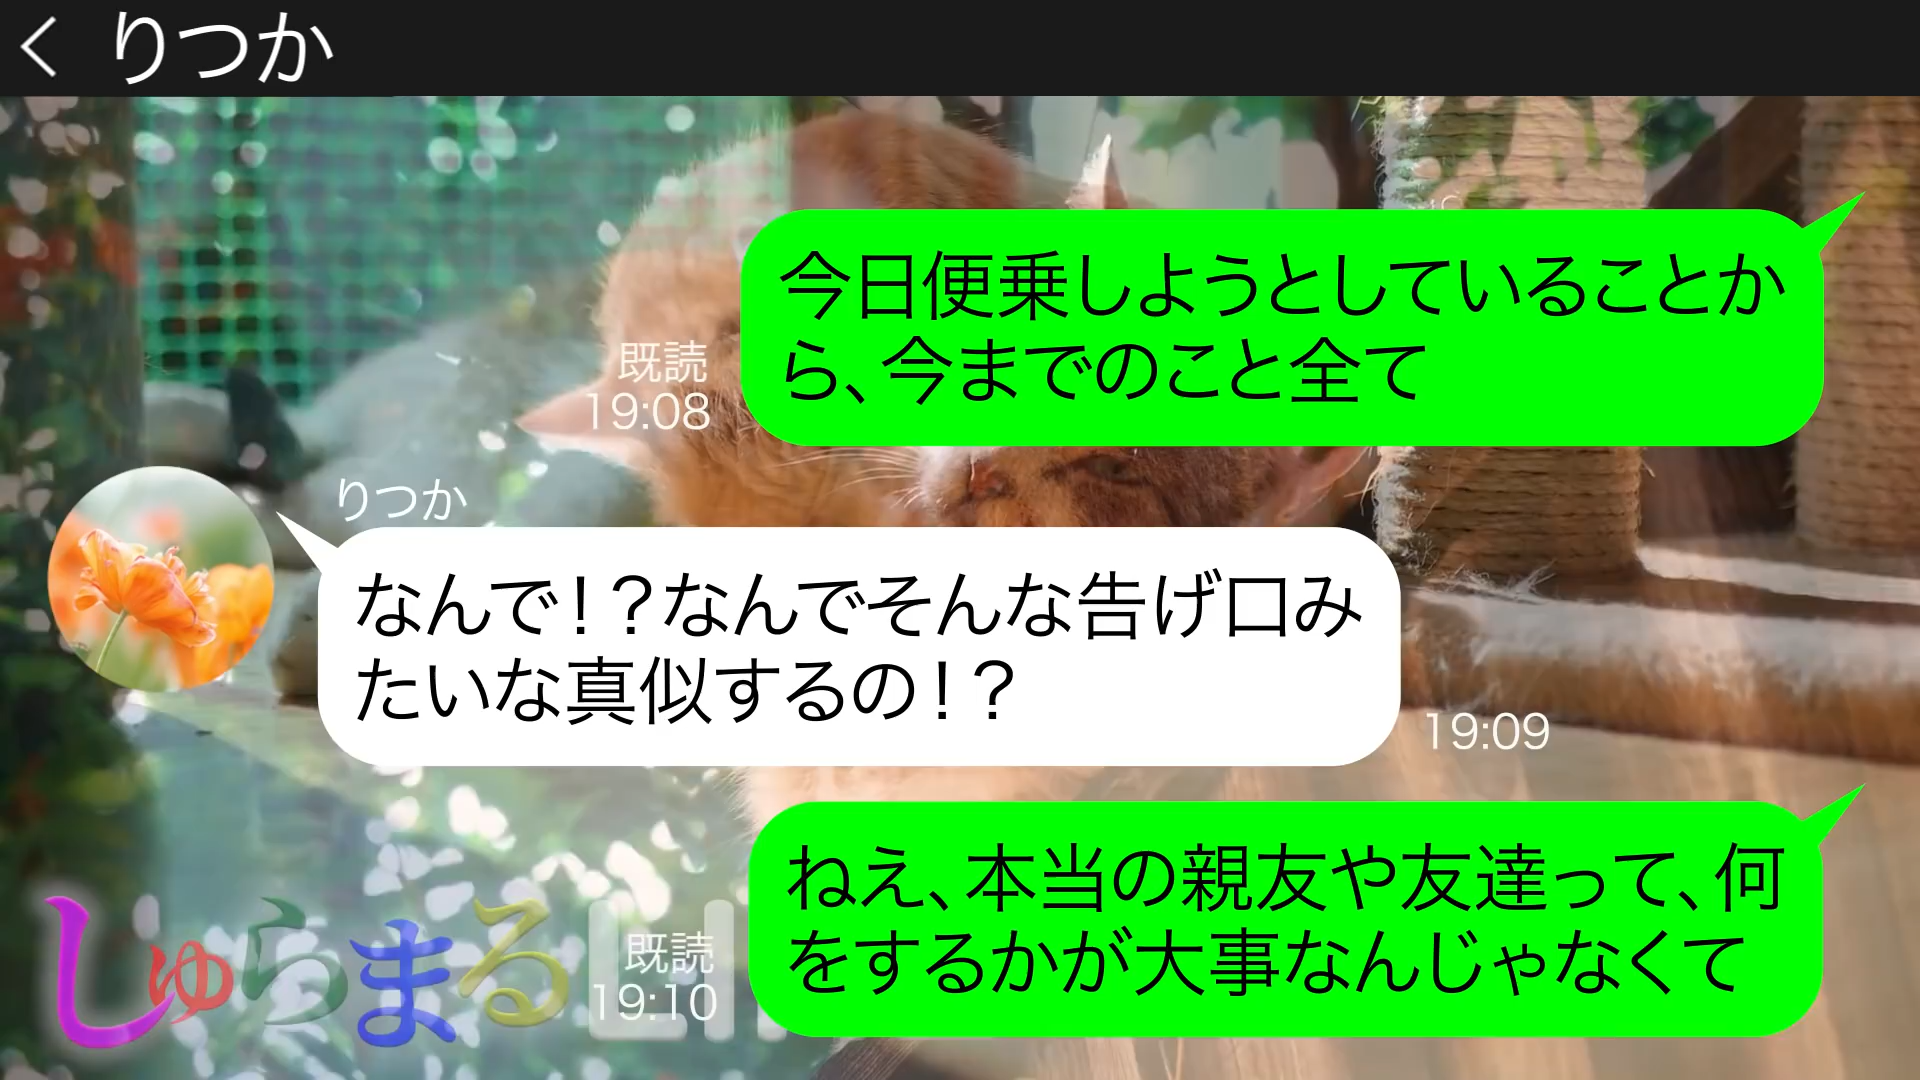 りつか
今日便乗しようとしていることか
ら、今までのこと全て
既読
19:08
りつか
なんで！？なんでそんな告げ口み
たいな真似するの！？
19:09
ねえ、本当の親友や友達って、何
をするかが大事なんじゃなくて
既読
19:10
しゅらまる